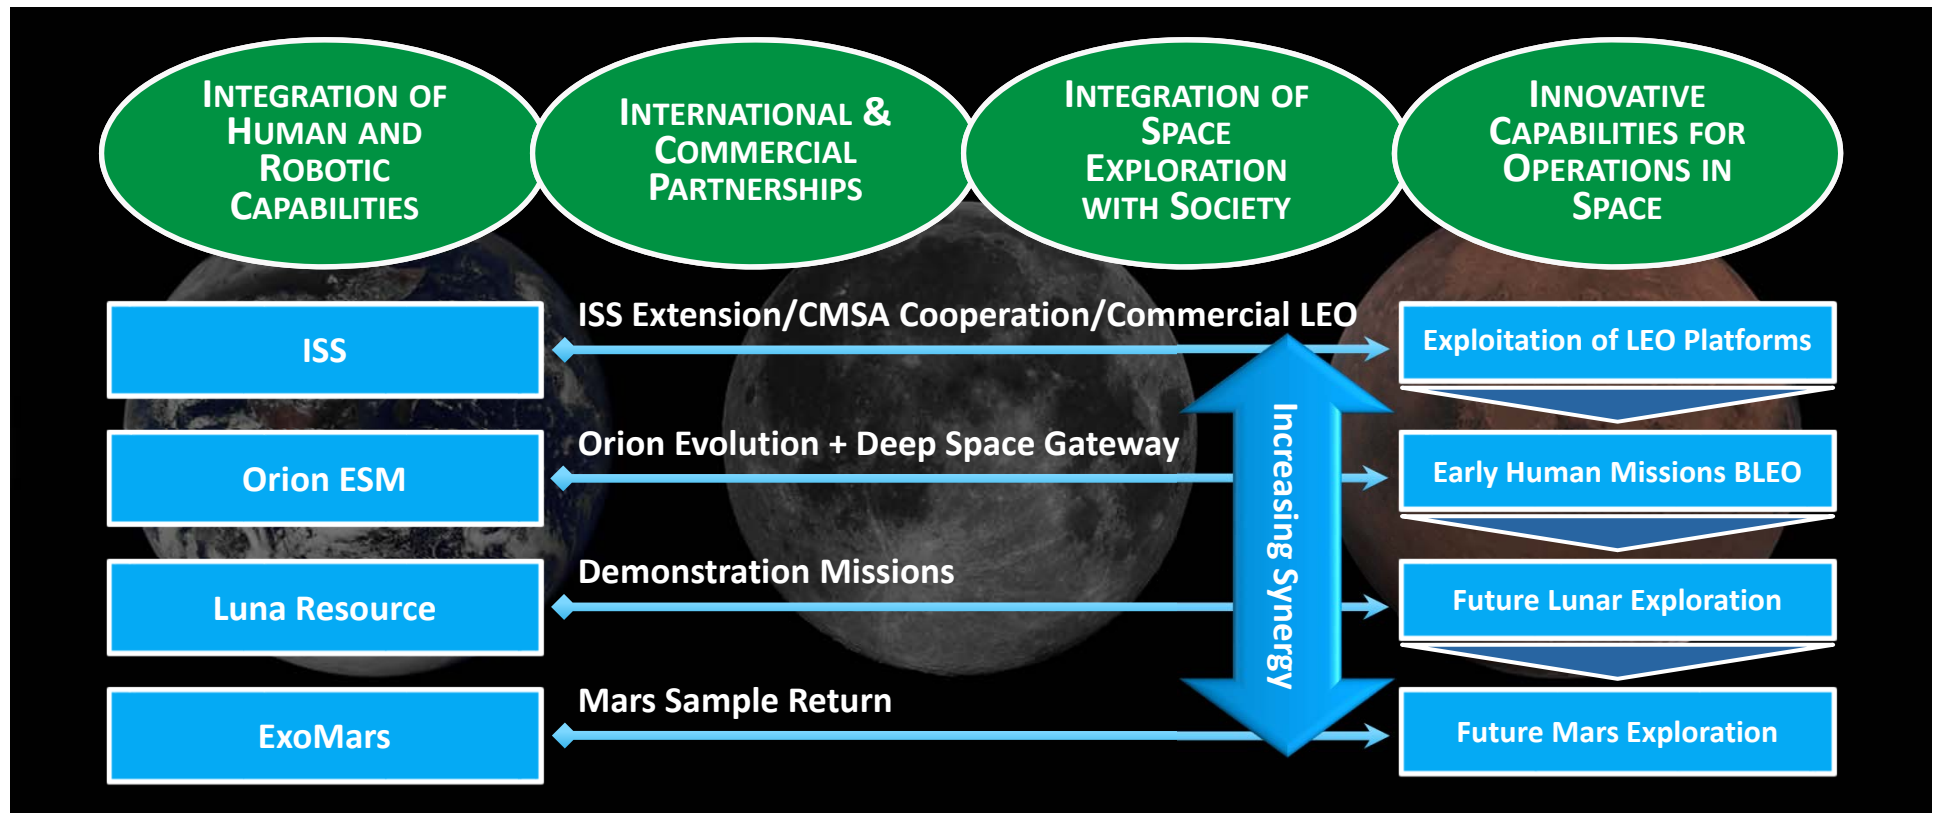 INTEGRATION OF
HUMAN AND
ROBOTIC
CAPABILITIES
INTERNATIONAL &
COMMERCIAL
PARTNERSHIPS
INTEGRATION OF
SPACE
EXPLORATION
WITH SOCIETY
INNOVATIVE
CAPABILITIES FOR
OPERATIONS IN
SPACE
ISS
ISS Extension/CMSA Cooperation/Commercial LEO
Exploitation of LEO Platforms
Orion ESM
Orion Evolution + Deep Space Gateway
Early Human Missions BLEO
Luna Resource
Demonstration Missions
Future Lunar Exploration
ExoMars
Mars Sample Return
Future Mars Exploration
Increasing Synergy